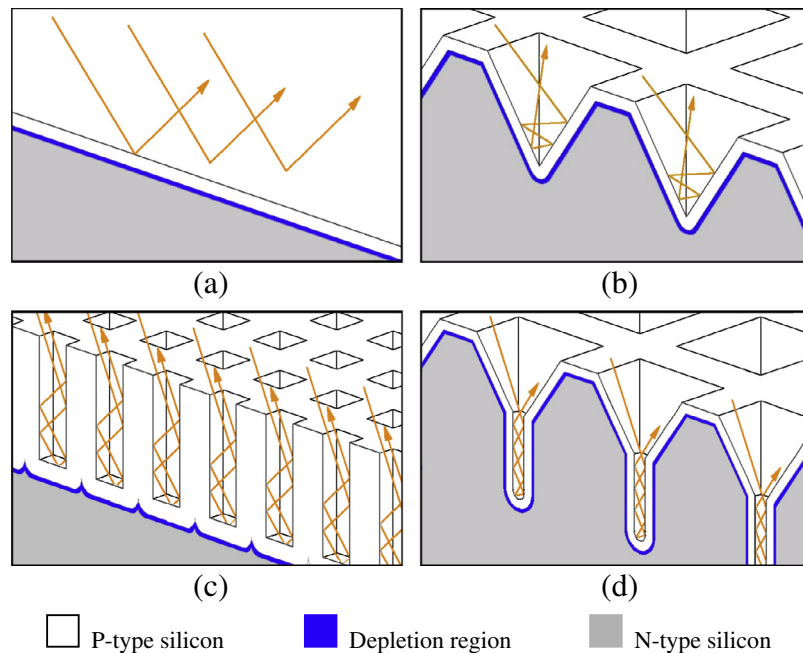 (a)
(b)
(c)
(d)
P-type silicon
Depletion region
N-type silicon